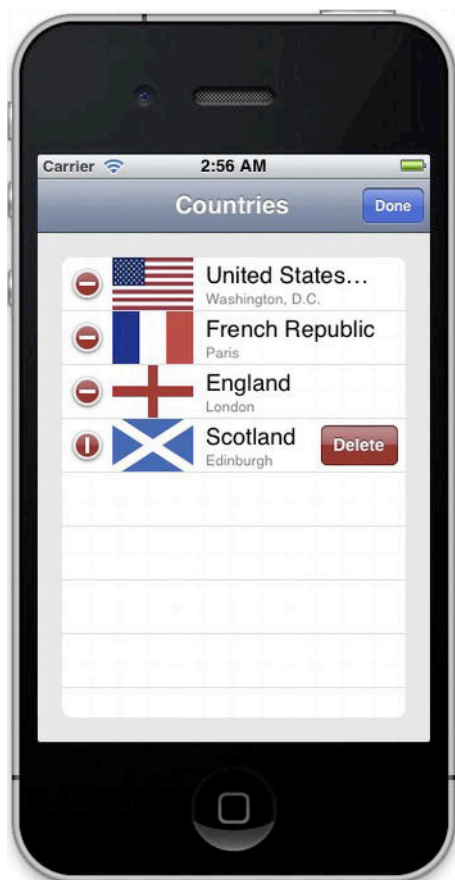 Carrier 2:56 AM
Countries Done
United States...
Washington, D.C.
French Republic
Paris
England
London
Scotland Delete
Edinburgh